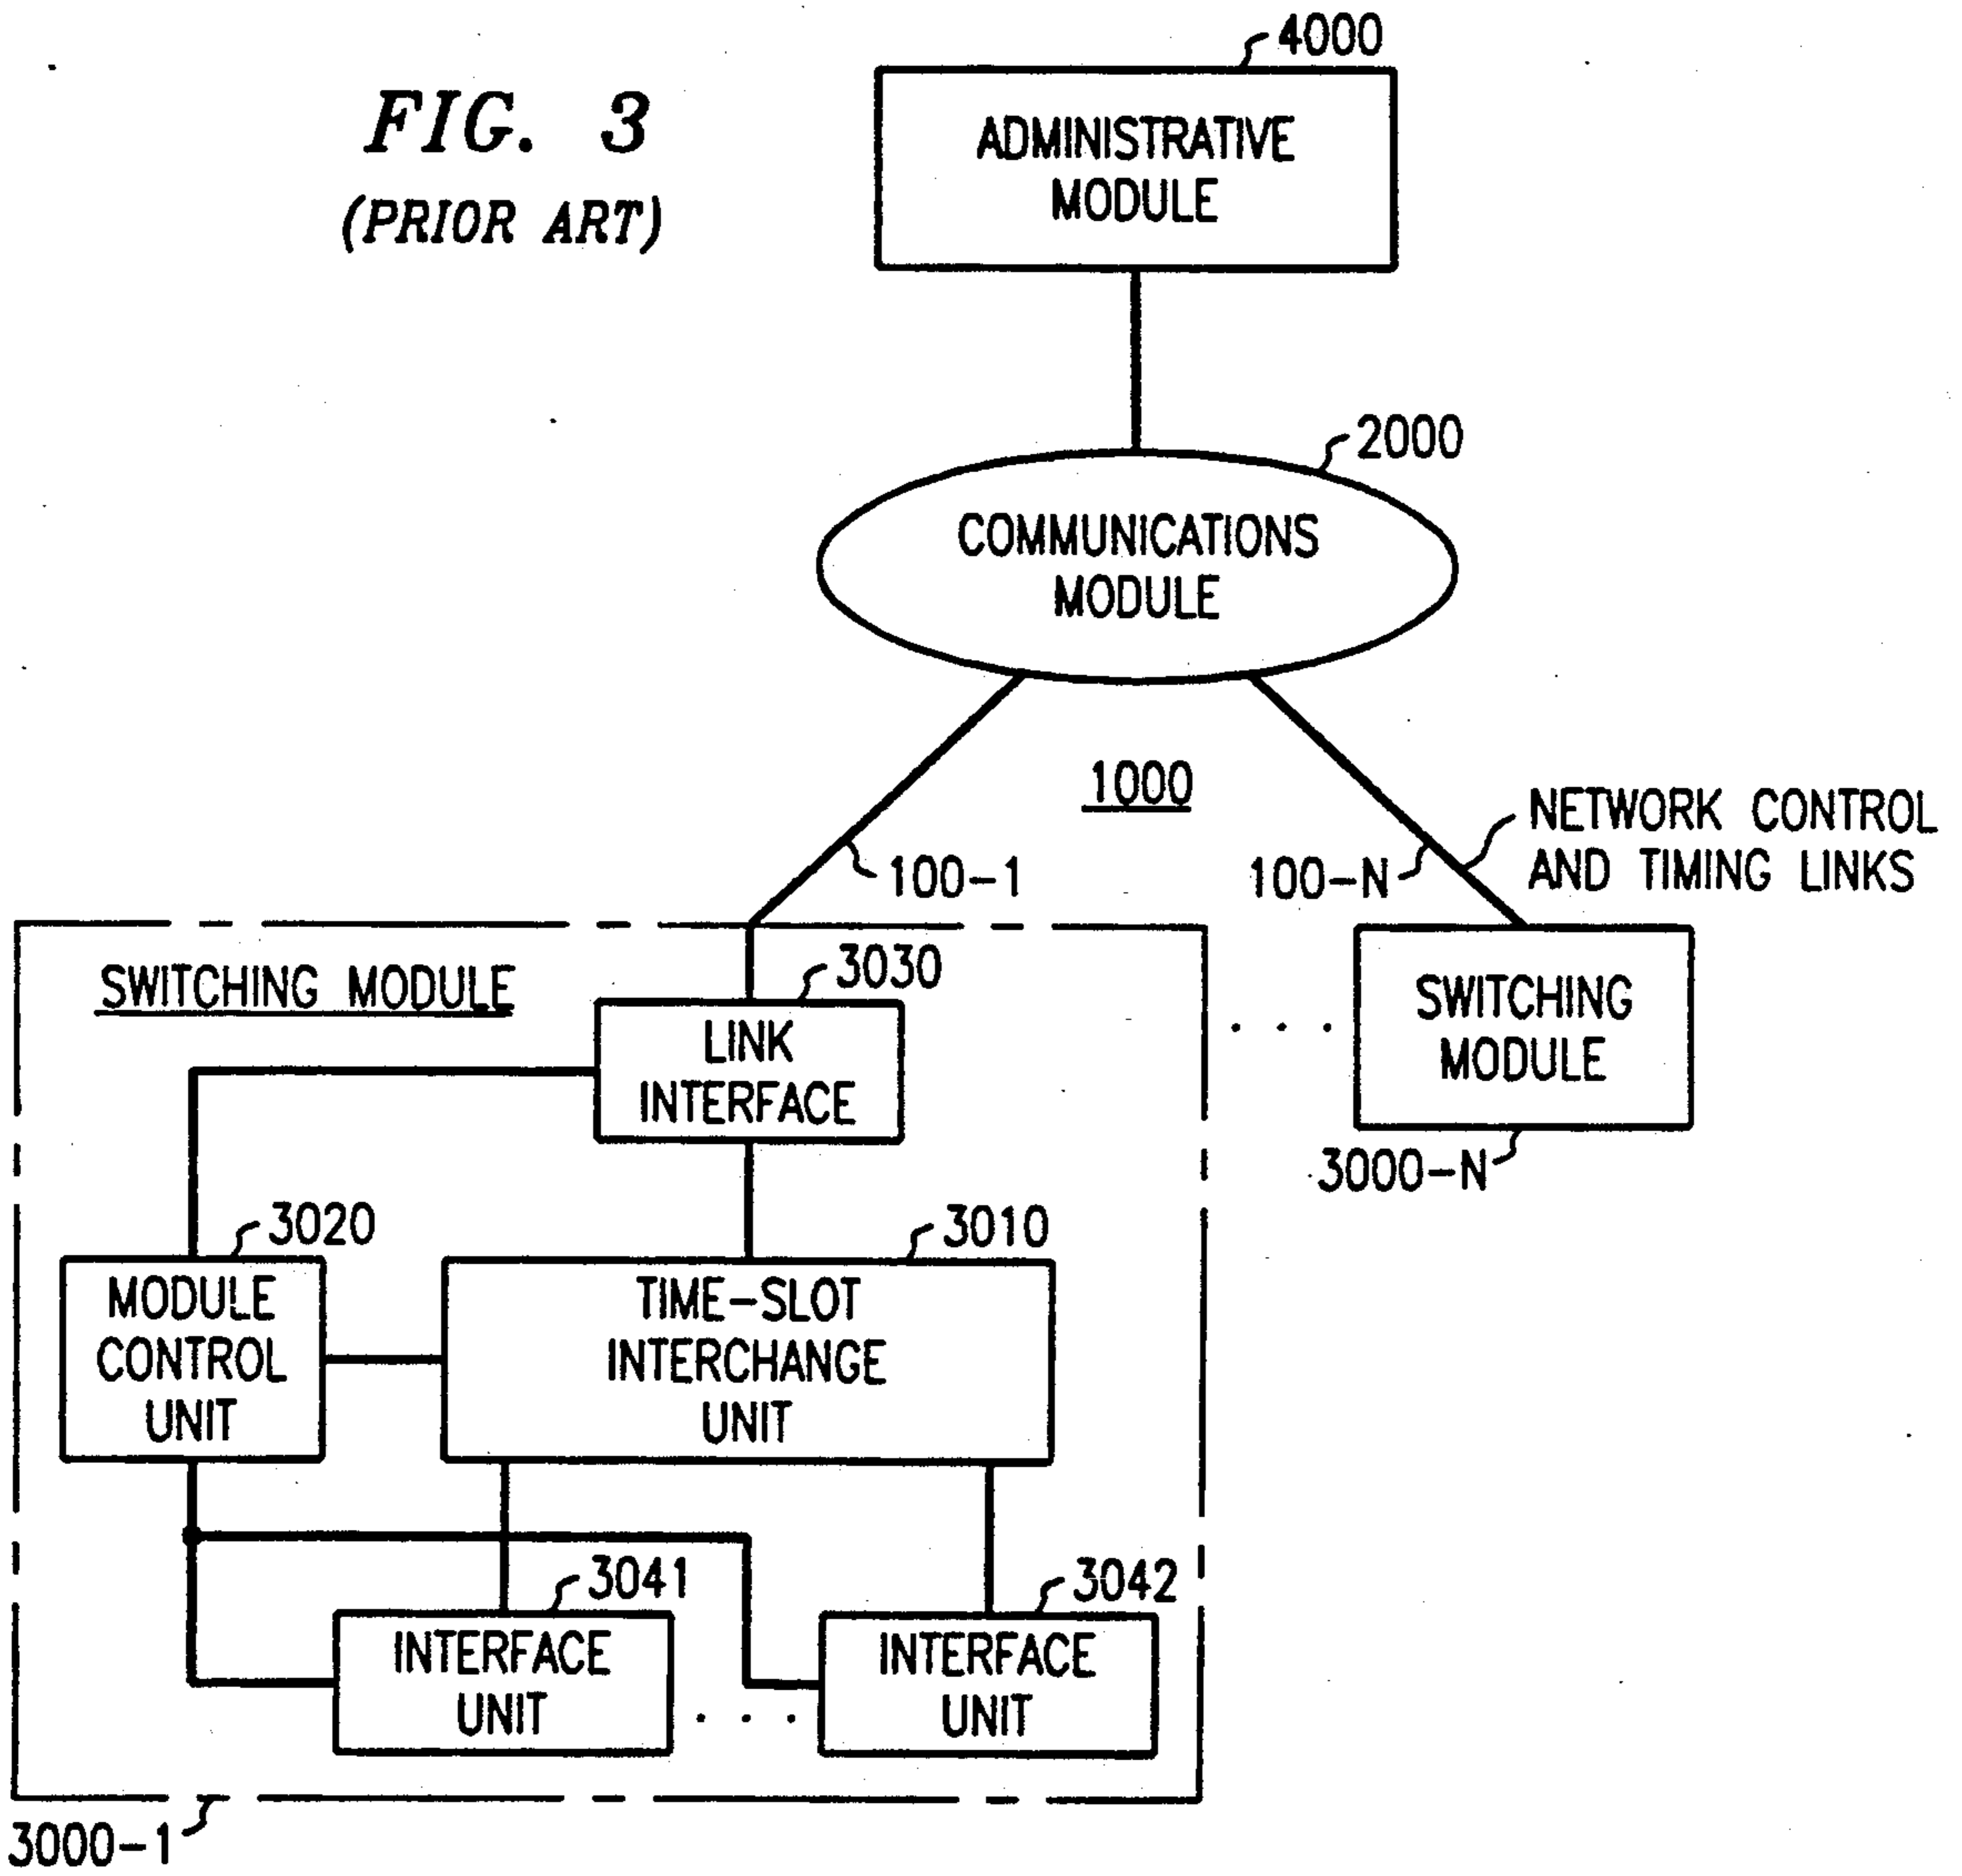 4000
FIG. 3
(PRIOR ART)
ADMINISTRATIVE
MODULE
2000
COMMUNICATIONS
MODULE
1000
NETWORK CONTROL
AND TIMING LINKS
100-1
100-N
SWITCHING MODULE
3030
LINK
INTERFACE
SWITCHING
MODULE
3000-N
3020
3010
MODULE
CONTROL
UNIT
TIME-SLOT
INTERCHANGE
UNIT
3041
3042
INTERFACE
UNIT
INTERFACE
UNIT
. . .
. . .
3000-1